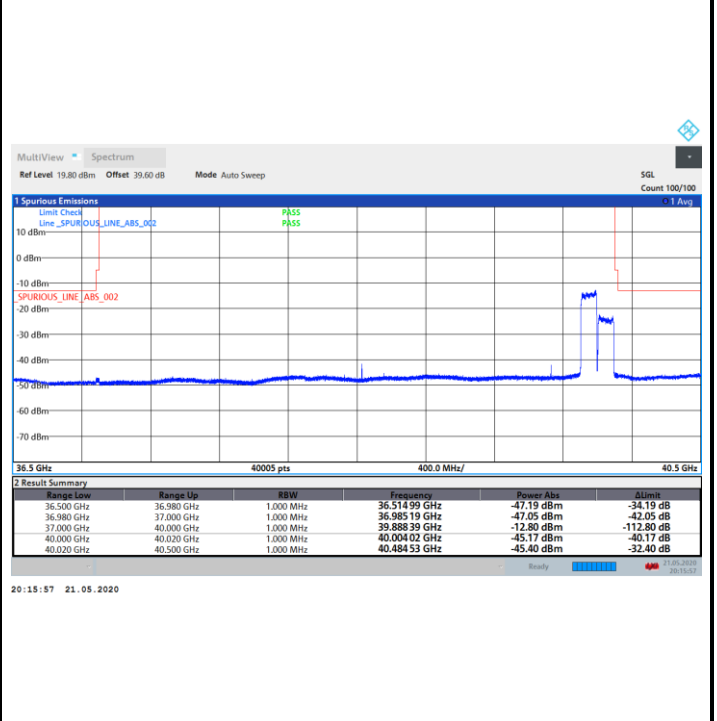 MultiView Spectrum
Ref Level 19.80 dBm Offset 39.60 dB Mode Auto Sweep SGL
Count 100/100
1 Spurious Emissions 1 Avg
Limit Check PASS
Line _SPURIOUS_LINE_ABS_002 PASS
10 dBm
0 dBm
-10 dBm
_SPURIOUS_LINE_ABS_002
-20 dBm
-30 dBm
-40 dBm
-50 dBm
-60 dBm
-70 dBm
36.5 GHz 40005 pts 400.0 MHz/ 40.5 GHz
2 Result Summary
Range Low Range Up RBW Frequency Power Abs ΔLimit
36.500 GHz 36.980 GHz 1.000 MHz 36.51499 GHz -47.19 dBm -34.19 dB
36.980 GHz 37.000 GHz 1.000 MHz 36.98519 GHz -47.05 dBm -42.05 dB
37.000 GHz 40.000 GHz 1.000 MHz 39.88839 GHz -12.80 dBm -112.80 dB
40.000 GHz 40.020 GHz 1.000 MHz 40.00402 GHz -45.17 dBm -40.17 dB
40.020 GHz 40.500 GHz 1.000 MHz 40.48453 GHz -45.40 dBm -32.40 dB
Ready 21.05.2020
20:15:57
20:15:57 21.05.2020